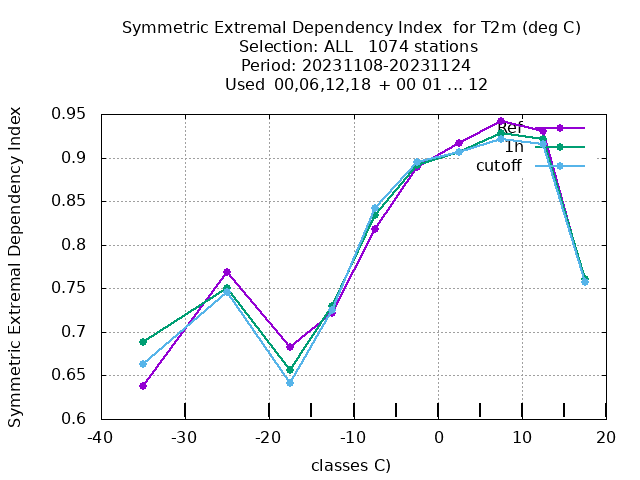 Symmetric Extremal Dependency Index  for T2m (deg C)
Selection: ALL   1074 stations
Period: 20231108-20231124
Used  00,06,12,18  + 00 01 ... 12
Symmetric Extremal Dependency Index
0.95
0.9
0.85
0.8
0.75
0.7
0.65
0.6
Ref
1h
cutoff
-40
-30
-20
-10
0
10
20
classes C)